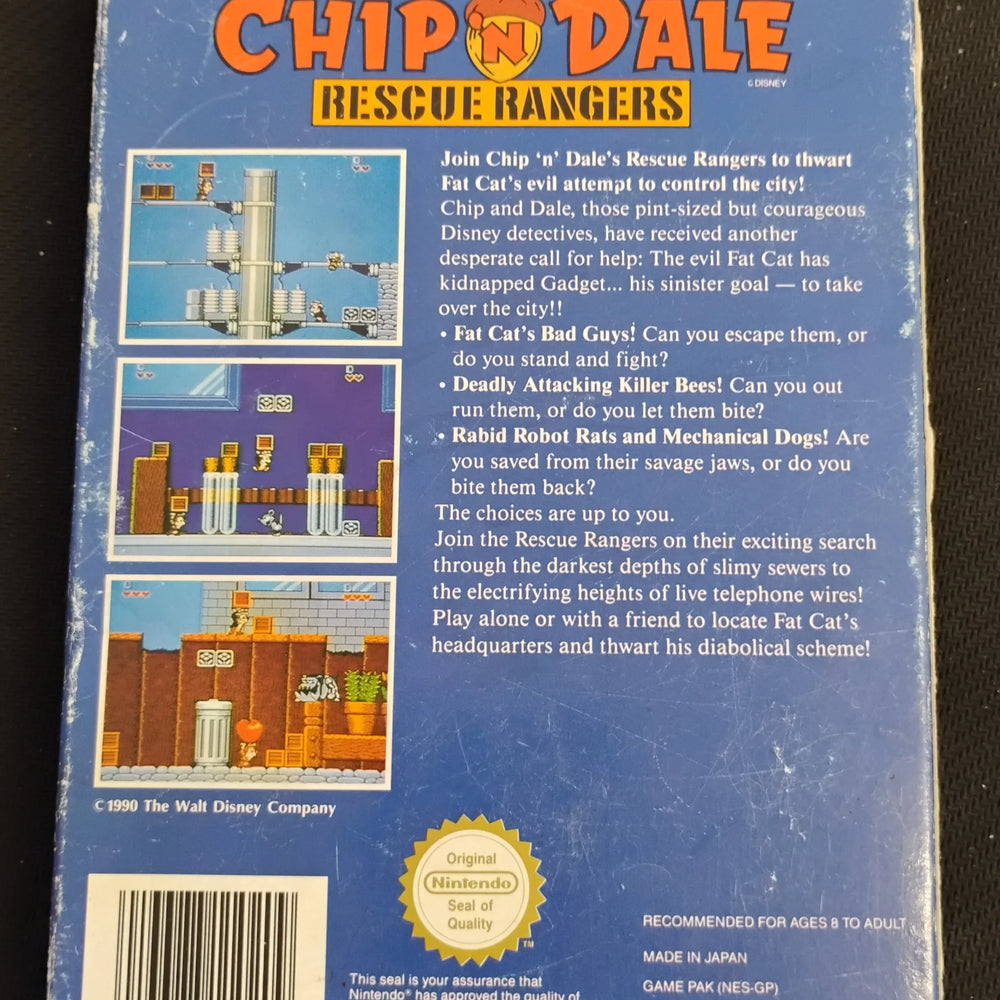 CHIP 'N DALE
© DISNEY
RESCUE RANGERS
Join Chip ‘n’ Dale’s Rescue Rangers to thwart
Fat Cat’s evil attempt to control the city!
Chip and Dale, those pint-sized but courageous
Disney detectives, have received another
desperate call for help: The evil Fat Cat has
kidnapped Gadget... his sinister goal — to take
over the city!!
• Fat Cat’s Bad Guys! Can you escape them, or
do you stand and fight?
• Deadly Attacking Killer Bees! Can you out
run them, or do you let them bite?
• Rabid Robot Rats and Mechanical Dogs! Are
you saved from their savage jaws, or do you
bite them back?
The choices are up to you.
Join the Rescue Rangers on their exciting search
through the darkest depths of slimy sewers to
the electrifying heights of live telephone wires!
Play alone or with a friend to locate Fat Cat’s
headquarters and thwart his diabolical scheme!
© 1990 The Walt Disney Company
Original
Nintendo
Seal of
Quality
TM
This seal is your assurance that
Nintendo® has approved the quality of
RECOMMENDED FOR AGES 8 TO ADULT
MADE IN JAPAN
GAME PAK (NES-GP)